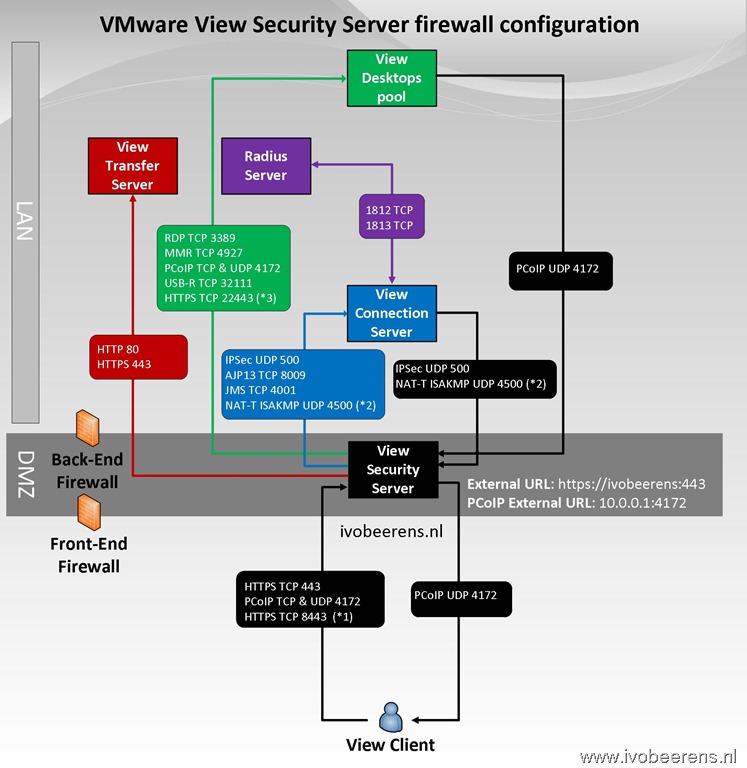 VMware View Security Server firewall configuration
LAN
View
Desktops
pool
View
Transfer
Server
Radius
Server
1812 TCP
1813 TCP
RDP TCP 3389
MMR TCP 4927
PCoIP TCP & UDP 4172
USB-R TCP 32111
HTTPS TCP 22443 (*3)
PCoIP UDP 4172
View
Connection
Server
HTTP 80
HTTPS 443
IPSec UDP 500
AJP13 TCP 8009
JMS TCP 4001
NAT-T ISAKMP UDP 4500 (*2)
IPSec UDP 500
NAT-T ISAKMP UDP 4500 (*2)
DMZ
Back-End
Firewall
View
Security
Server
External URL: https://ivobeerens:443
PCoIP External URL: 10.0.0.1:4172
Front-End
Firewall
ivobeerens.nl
HTTPS TCP 443
PCoIP TCP & UDP 4172
HTTPS TCP 8443 (*1)
PCoIP UDP 4172
View Client
www.ivobeerens.nl